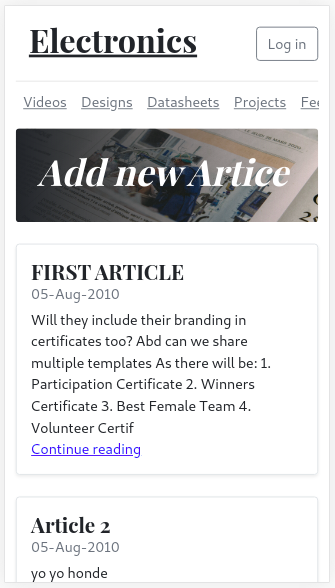 Electronics
Log in
Videos Designs Datasheets Projects Fee
Add new Artice
FIRST ARTICLE
05-Aug-2010
Will they include their branding in
certificates too? Abd can we share
multiple templates As there will be: 1.
Participation Certificate 2. Winners
Certificate 3. Best Female Team 4.
Volunteer Certif
Continue reading
Article 2
05-Aug-2010
yo yo honde